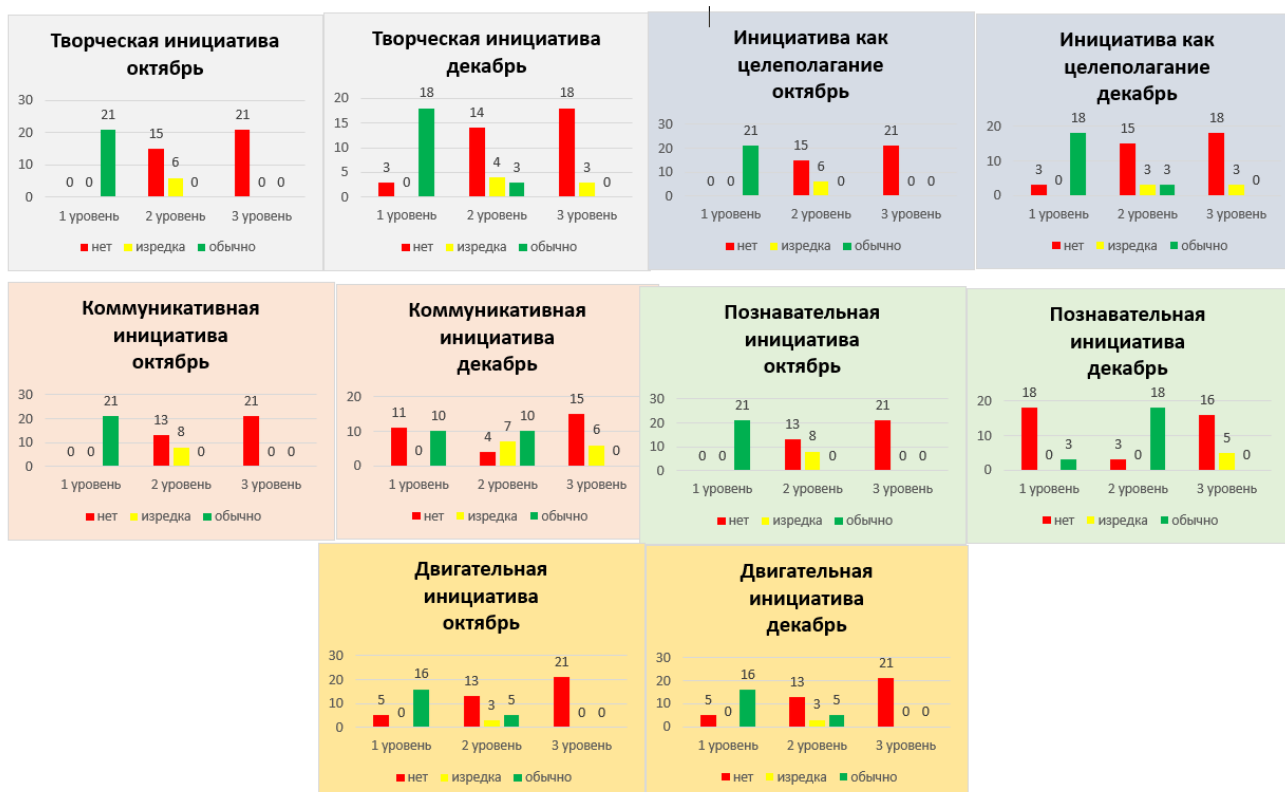 Творческая инициатива
октябрь
30
20
10
0
0 0 21
15 6 0
21 0 0
1 уровень 2 уровень 3 уровень
нет изредка обычно
Творческая инициатива
декабрь
20
15
10
5
0
3 18
14 4 3
18 3 0
1 уровень 2 уровень 3 уровень
нет изредка обычно
Инициатива как
целеполагание
октябрь
30
20
10
0
0 0 21
15 6 0
21 0 0
1 уровень 2 уровень 3 уровень
нет изредка обычно
Инициатива как
целеполагание
декабрь
20
10
0
3 0 18
15 3 3
18 3 0
1 уровень 2 уровень 3 уровень
нет изредка обычно
Коммуникативная
инициатива
октябрь
30
20
10
0
0 0 21
13 8 0
21 0 0
1 уровень 2 уровень 3 уровень
нет изредка обычно
Коммуникативная
инициатива
декабрь
20
10
0
11 0 10
4 7 10
15 6 0
1 уровень 2 уровень 3 уровень
нет изредка обычно
Познавательная
инициатива
октябрь
30
20
10
0
0 0 21
13 8 0
21 0 0
1 уровень 2 уровень 3 уровень
нет изредка обычно
Познавательная
инициатива
декабрь
20
10
0
18 0 3
3 0 18
16 5 0
1 уровень 2 уровень 3 уровень
нет изредка обычно
Двигательная
инициатива
октябрь
30
20
10
0
5 0 16
13 3 5
21 0 0
1 уровень 2 уровень 3 уровень
нет изредка обычно
Двигательная
инициатива
декабрь
30
20
10
0
5 0 16
13 3 5
21 0 0
1 уровень 2 уровень 3 уровень
нет изредка обычно